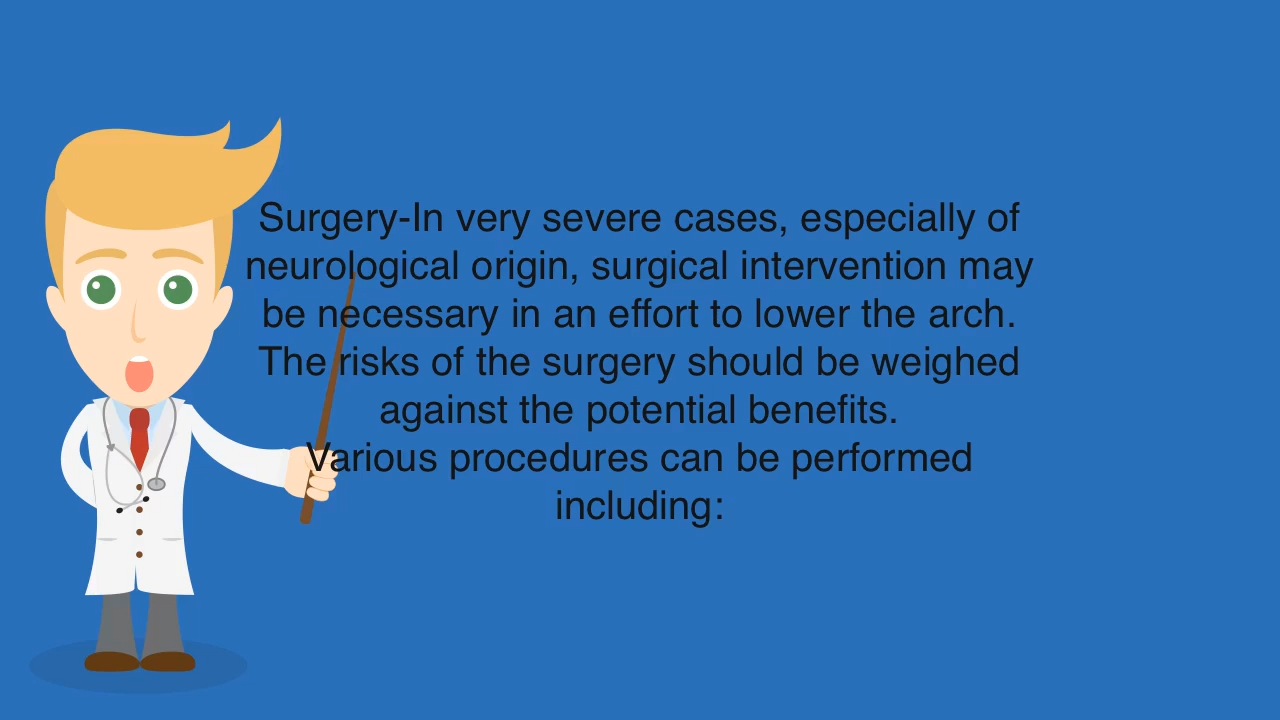 Surgery-In very severe cases, especially of
neurological origin, surgical intervention may
be necessary in an effort to lower the arch.
The risks of the surgery should be weighed
against the potential benefits.
Various procedures can be performed
including: